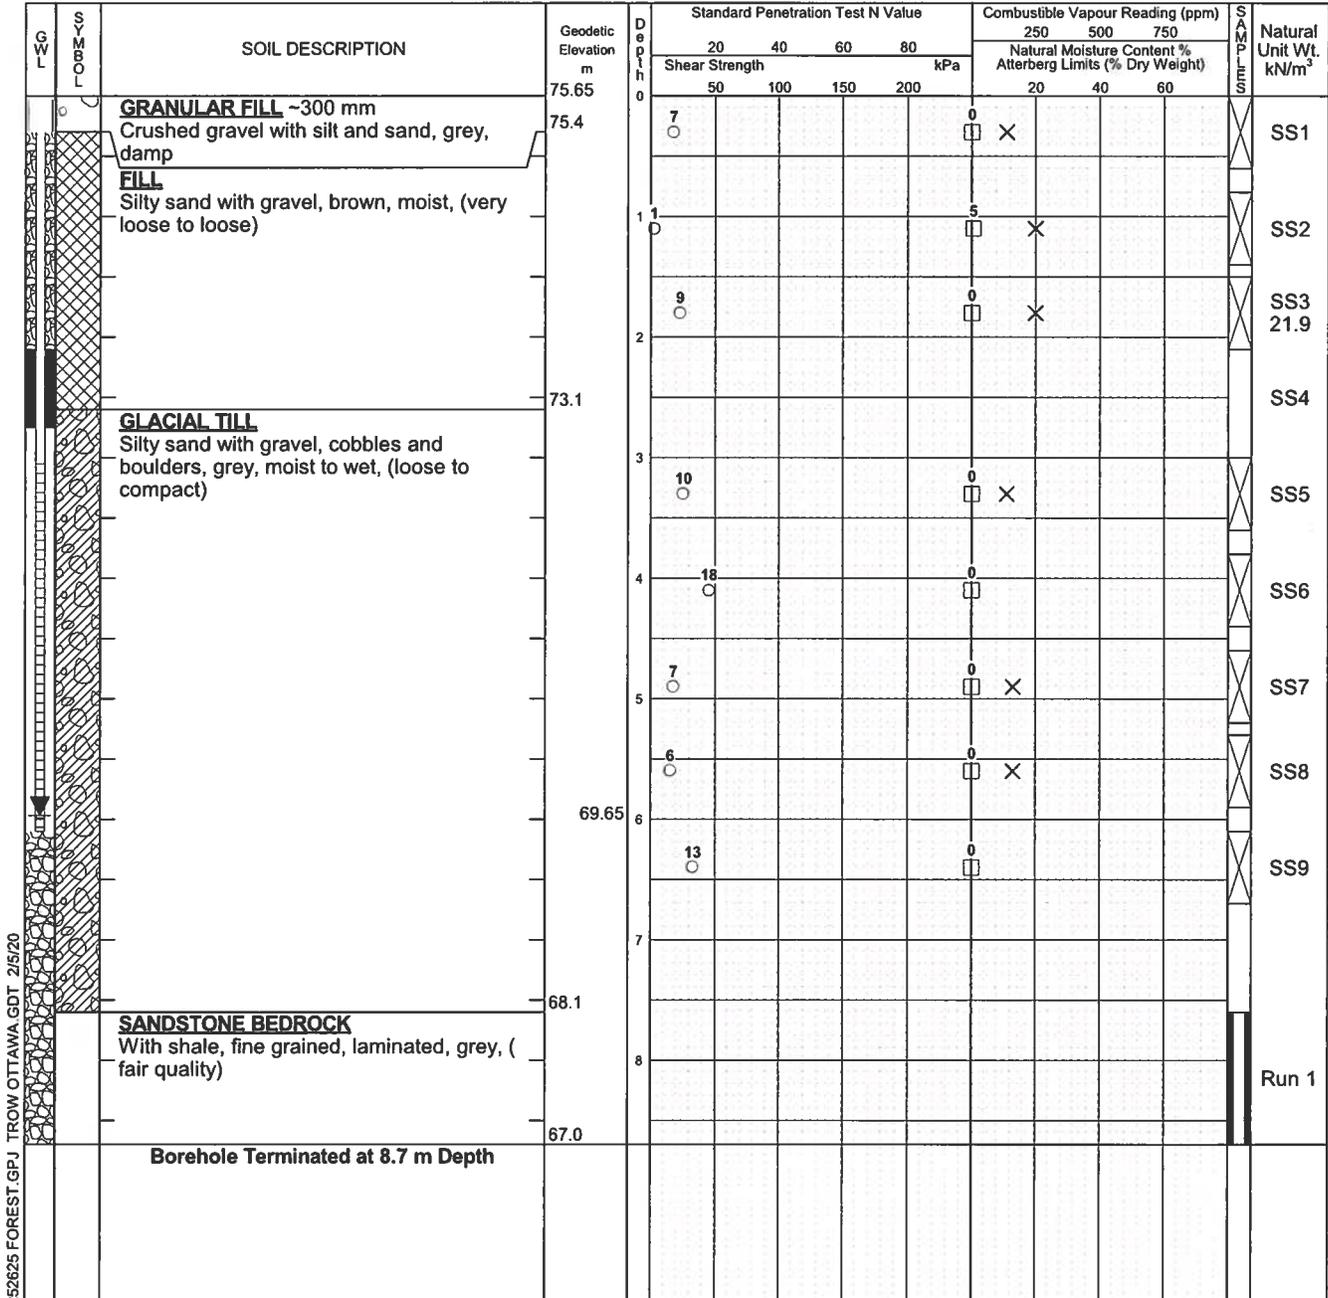 GWL
SYMBOL
SOIL DESCRIPTION
Geodetic
Elevation
m
75.65
Depth
0
Standard Penetration Test N Value
20 40 60 80
Shear Strength kPa
50 100 150 200
Combustible Vapour Reading (ppm)
250 500 750
Natural Moisture Content %
Atterberg Limits (% Dry Weight)
20 40 60
SAMPLES
Natural
Unit Wt.
kN/m³
GRANULAR FILL ~300 mm
75.4
Crushed gravel with silt and sand, grey,
damp
7 0 SS1
FILL
Silty sand with gravel, brown, moist, (very
loose to loose)
1 1 5 SS2
9 0 SS3
21.9
2
73.1
SS4
GLACIAL TILL
Silty sand with gravel, cobbles and
boulders, grey, moist to wet, (loose to
compact)
3
10 0 SS5
4 18 0 SS6
7 0 SS7
5
6 0 SS8
69.65
6
13 0 SS9
7
68.1
SANDSTONE BEDROCK
With shale, fine grained, laminated, grey, (
fair quality)
8
Run 1
67.0
Borehole Terminated at 8.7 m Depth
52625 FOREST.GPJ TROW OTTAWA.GDT 2/5/20